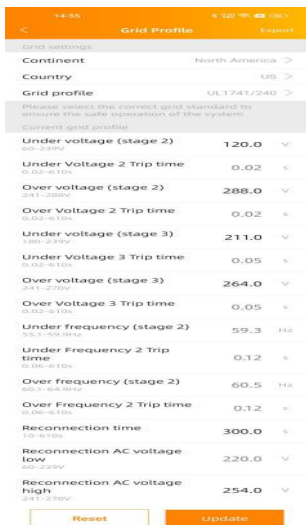 14:35
Grid Profile
Export
Grid settings
Continent North America >
Country US >
Grid profile UL1741/240 >
Please select the correct grid standard to
ensure the safe operation of the system.
Current grid profile
Under voltage (stage 2) 120.0 V
60-239V
Under Voltage 2 Trip time 0.02 s
0.02-610s
Over voltage (stage 2) 288.0 V
241-288V
Over Voltage 2 Trip time 0.02 s
0.02-610s
Under voltage (stage 3) 211.0 V
180-239V
Under Voltage 3 Trip time 0.05 s
0.02-610s
Over voltage (stage 3) 264.0 V
241-270V
Over Voltage 3 Trip time 0.05 s
0.02-610s
Under frequency (stage 2) 59.3 Hz
55.1-59.9Hz
Under Frequency 2 Trip
time 0.12 s
0.06-610s
Over frequency (stage 2) 60.5 Hz
60.1-64.9Hz
Over Frequency 2 Trip time 0.12 s
0.06-610s
Reconnection time 300.0 s
10-610s
Reconnection AC voltage
low 220.0 V
60-239V
Reconnection AC voltage
high 254.0 V
241-270V
Reset
Update